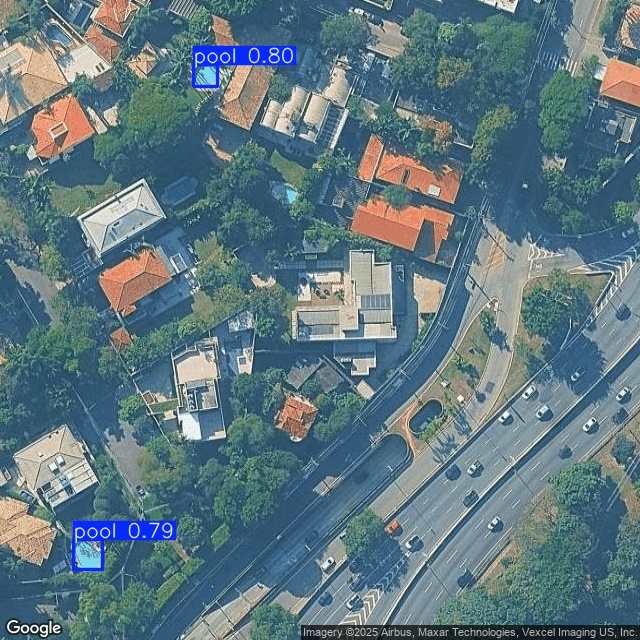 pool 0.80
pool 0.79
Google
Imagery ©2025 Airbus, Maxar Technologies, Vexcel Imaging US, Inc.